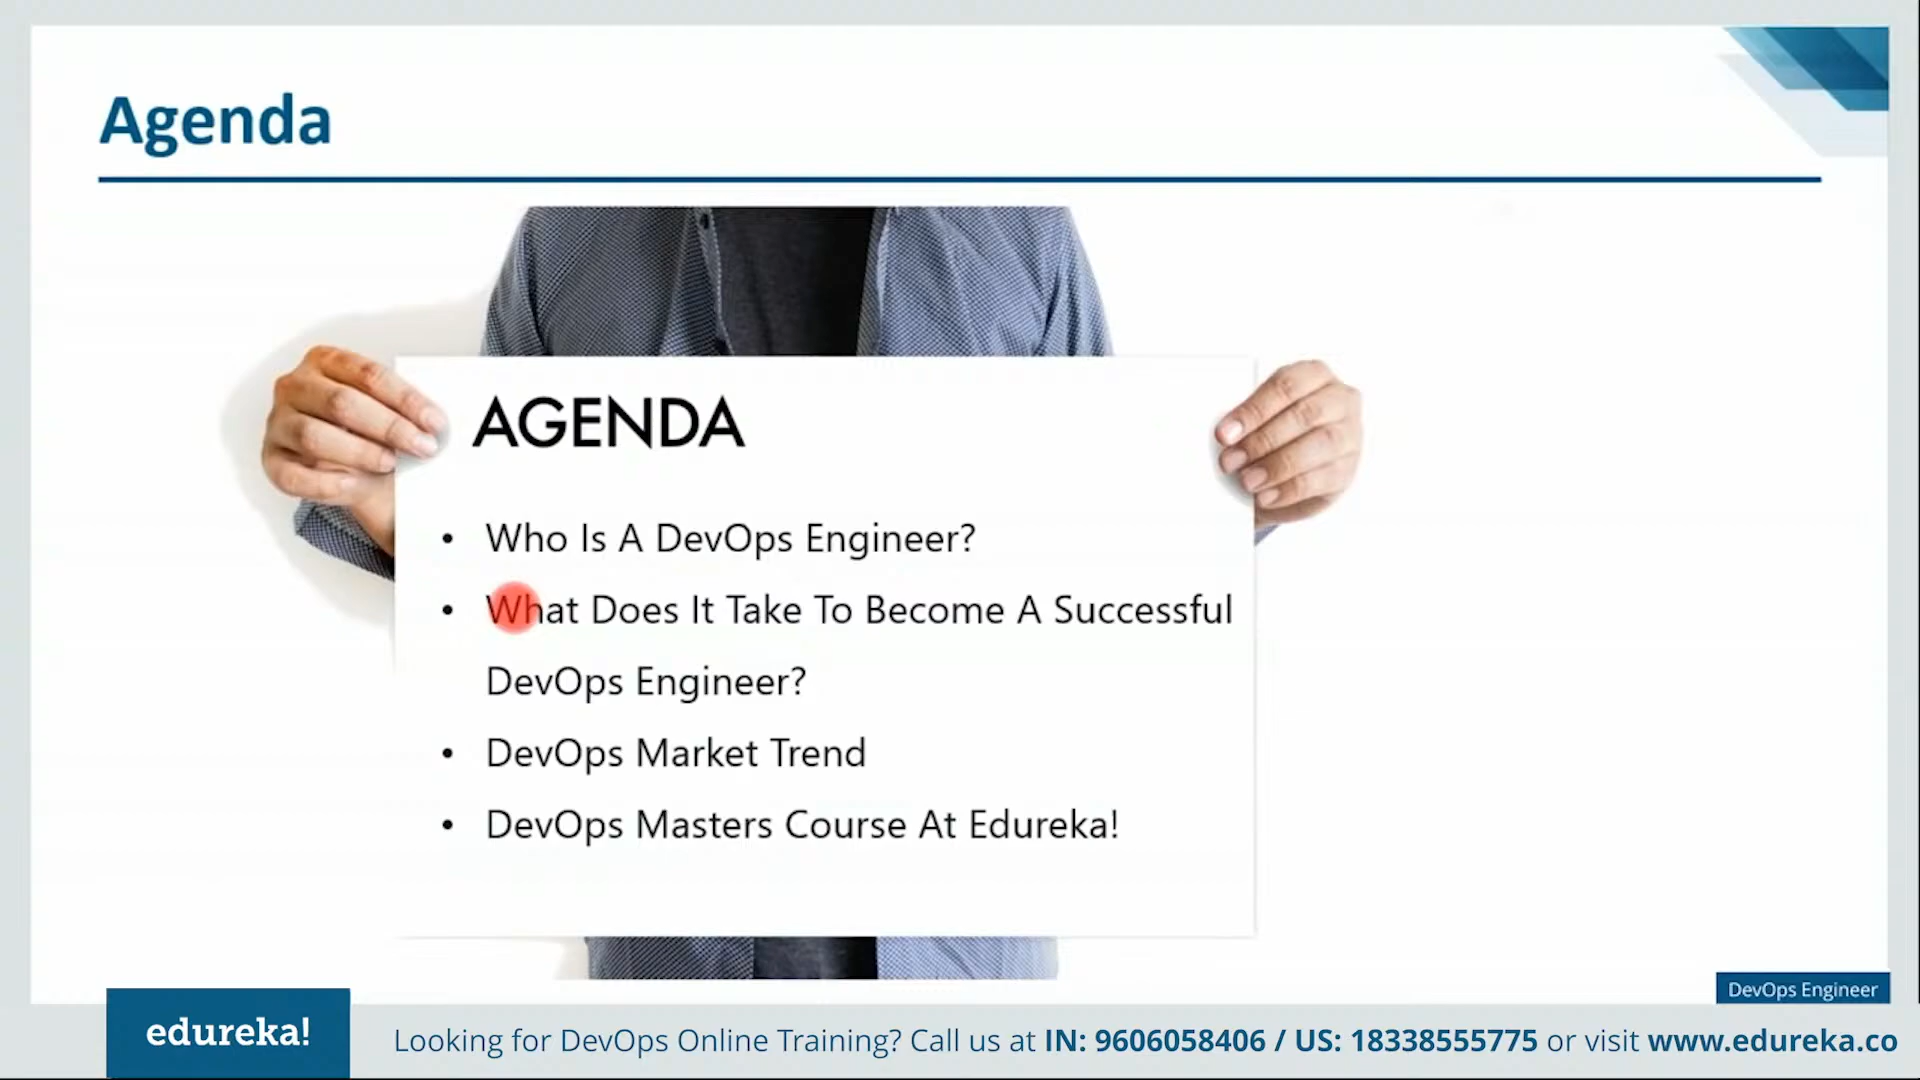 Agenda
AGENDA
• Who Is A DevOps Engineer?
• What Does It Take To Become A Successful
DevOps Engineer?
• DevOps Market Trend
• DevOps Masters Course At Edureka!
DevOps Engineer
edureka!
Looking for DevOps Online Training? Call us at IN: 9606058406 / US: 18338555775 or visit www.edureka.co